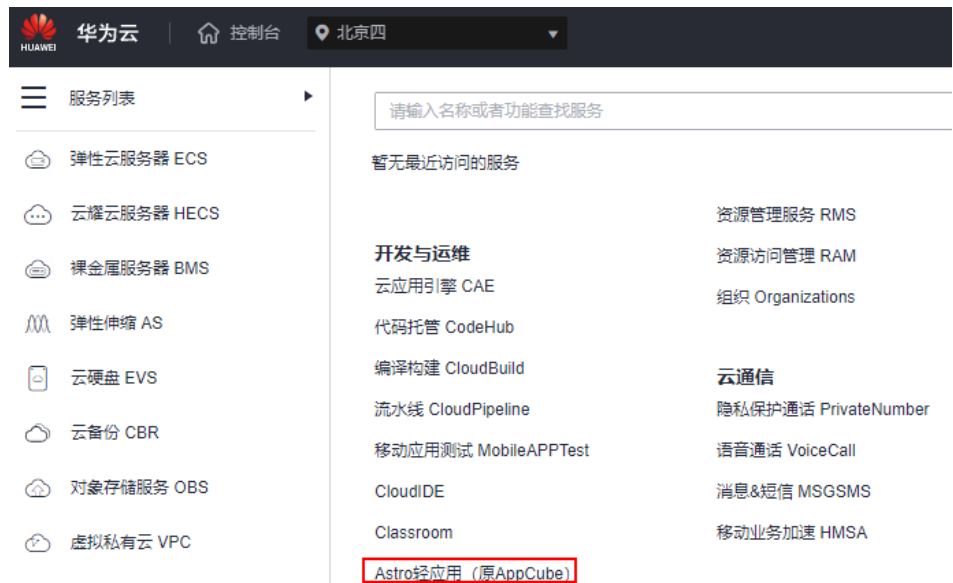 HUAWEI
华为云
控制台
北京四
服务列表
请输入名称或者功能查找服务
暂无最近访问的服务
弹性云服务器 ECS
云耀云服务器 HECS
裸金属服务器 BMS
弹性伸缩 AS
云硬盘 EVS
云备份 CBR
对象存储服务 OBS
虚拟私有云 VPC
开发与运维
云应用引擎 CAE
代码托管 CodeHub
编译构建 CloudBuild
流水线 CloudPipeline
移动应用测试 MobileAPPTest
CloudIDE
Classroom
Astro轻应用（原AppCube）
资源管理服务 RMS
资源访问管理 RAM
组织 Organizations
云通信
隐私保护通话 PrivateNumber
语音通话 VoiceCall
消息&短信 MSGSMS
移动业务加速 HMSA